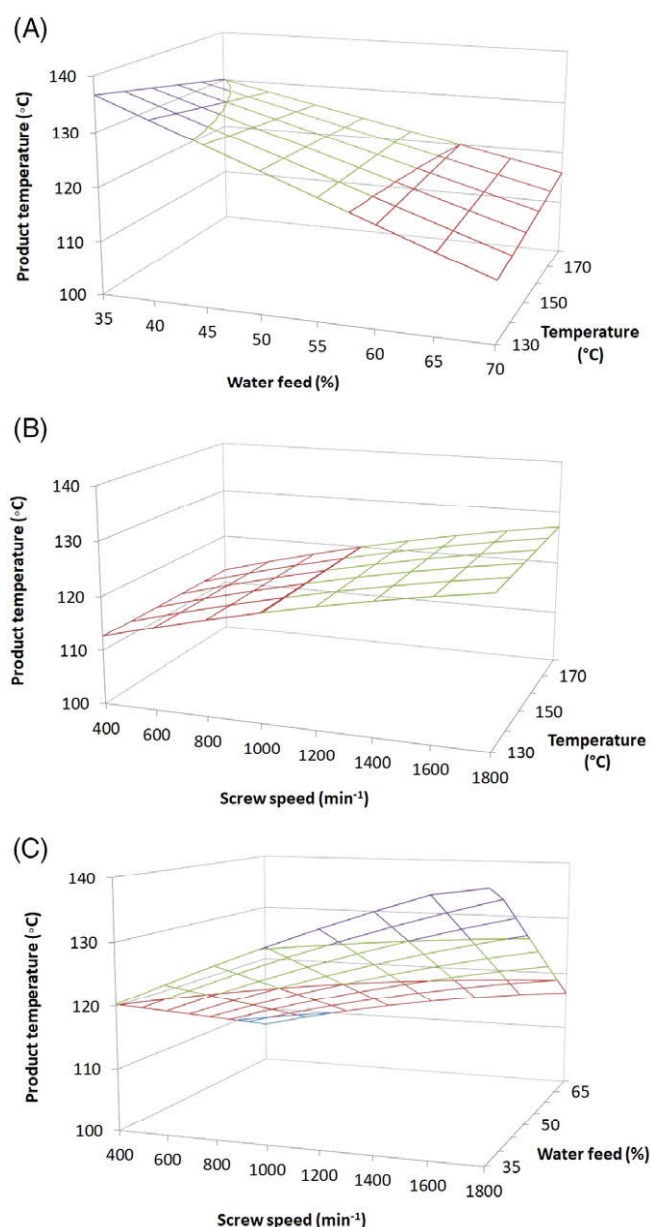 (A)
140
130
120
110
100
Product temperature (°C)
35 40 45 50 55 60 65 70
Water feed (%)
130 150 170
Temperature
(°C)
(B)
140
130
120
110
100
Product temperature (°C)
400 600 800 1000 1200 1400 1600 1800
Screw speed (min⁻¹)
130 150 170
Temperature
(°C)
(C)
140
130
120
110
100
Product temperature (°C)
400 800 1000 1200 1400 1600 1800
Screw speed (min⁻¹)
35 50 65
Water feed (%)